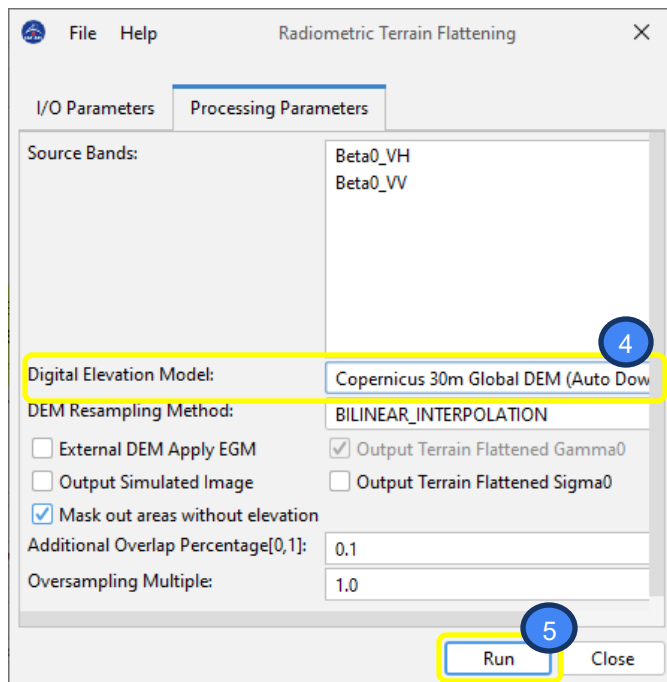 File Help Radiometric Terrain Flattening
I/O Parameters Processing Parameters
Source Bands: Beta0_VH
Beta0_VV
4
Digital Elevation Model: Copernicus 30m Global DEM (Auto Dow
DEM Resampling Method: BILINEAR_INTERPOLATION
External DEM Apply EGM Output Terrain Flattened Gamma0
Output Simulated Image Output Terrain Flattened Sigma0
Mask out areas without elevation
Additional Overlap Percentage[0,1]: 0.1
Oversampling Multiple: 1.0
5
Run Close